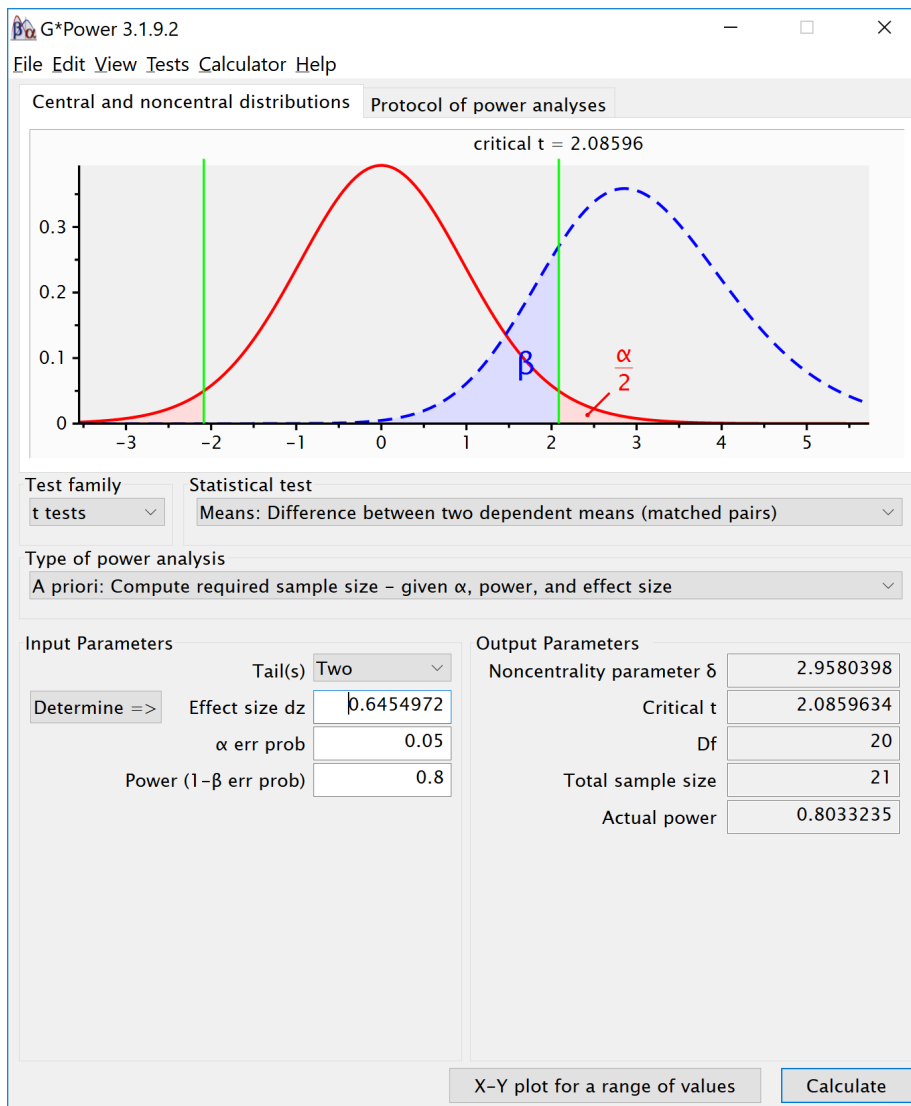 βα G*Power 3.1.9.2
File Edit View Tests Calculator Help
Central and noncentral distributions Protocol of power analyses
critical t = 2.08596
0.3
0.2
0.1
0
β
α
2
-3 -2 -1 0 1 2 3 4 5
Test family Statistical test
t tests Means: Difference between two dependent means (matched pairs)
Type of power analysis
A priori: Compute required sample size – given α, power, and effect size
Input Parameters
Tail(s) Two
Determine => Effect size dz 0.6454972
α err prob 0.05
Power (1–β err prob) 0.8
Output Parameters
Noncentrality parameter δ 2.9580398
Critical t 2.0859634
Df 20
Total sample size 21
Actual power 0.8033235
X–Y plot for a range of values Calculate